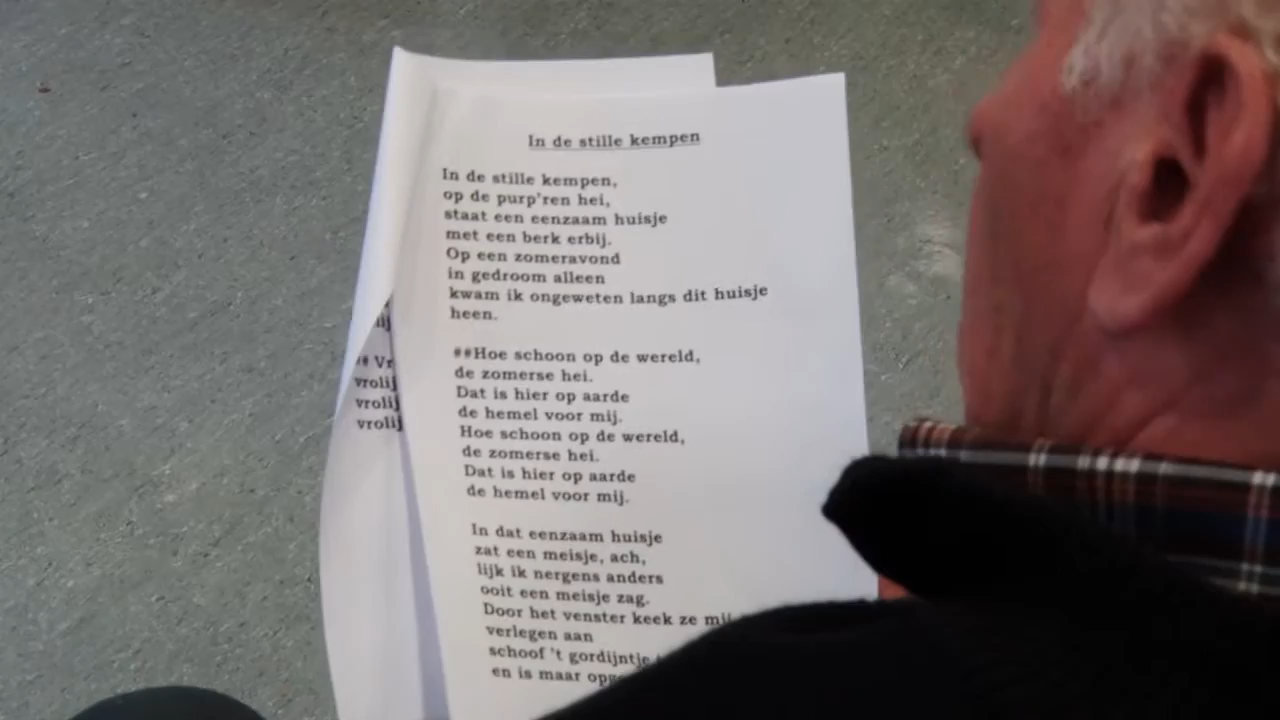 In de stille kempen
In de stille kempen,
op de purp'ren hei,
staat een eenzaam huisje
met een berk erbij.
Op een zomeravond
in gedroom alleen
kwam ik ongeweten langs dit huisje
heen.
##Hoe schoon op de wereld,
de zomerse hei.
Dat is hier op aarde
de hemel voor mij.
Hoe schoon op de wereld,
de zomerse hei.
Dat is hier op aarde
de hemel voor mij.
In dat eenzaam huisje
zat een meisje, ach,
lijk ik nergens anders
ooit een meisje zag.
Door het venster keek ze mij
verlegen aan
schoof 't gordijntje
en is maar